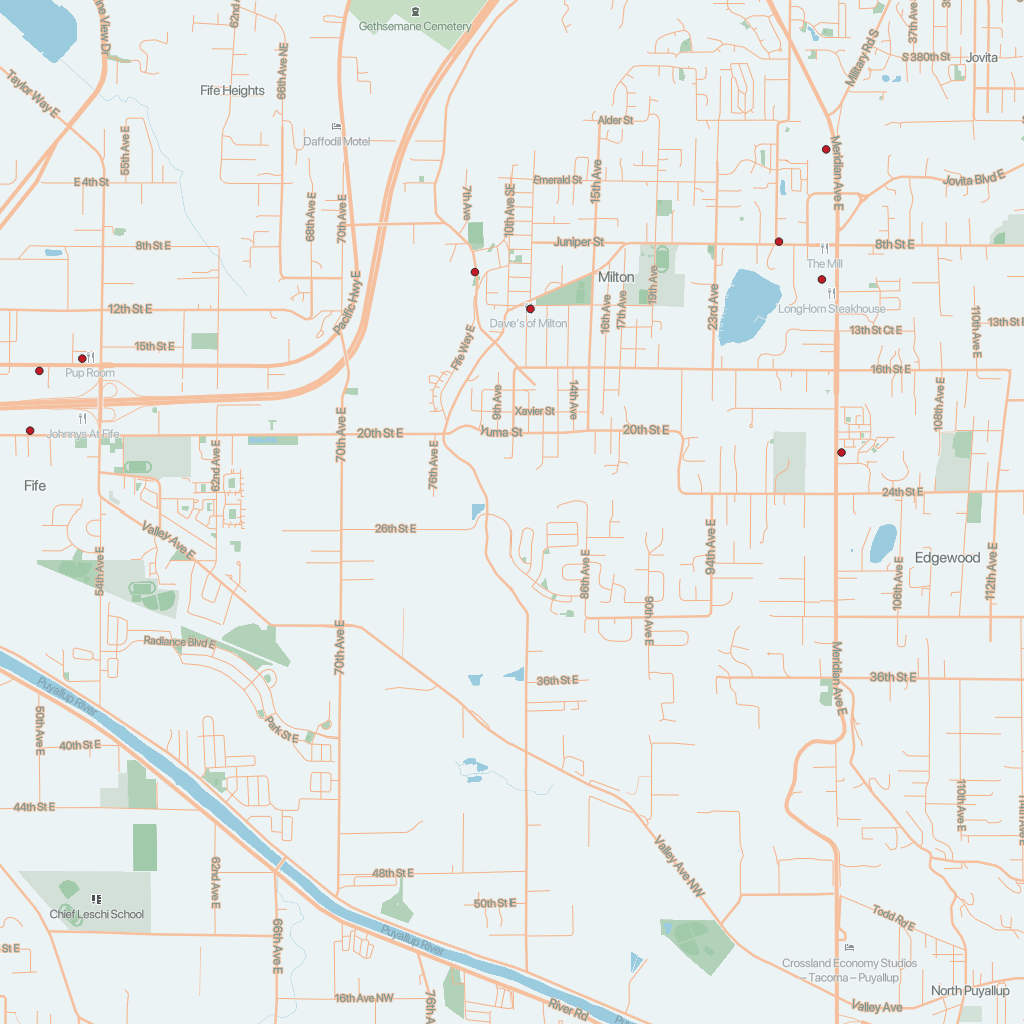 62nd Ave E
Gethsemane Cemetery
37th Ave
Military Rd S
S 380th St
Jovita
66th Ave NE
Fife Heights
Taylor Way E
Alder St
Daffodil Motel
55th Ave E
15th Ave
Meridian Ave E
E 4th St
Emerald St
Jovita Blvd E
7th Ave
10th Ave SE
68th Ave E
70th Ave E
8th St E
Juniper St
8th St E
The Mill
Milton
19th Ave
Pacific Hwy E
12th St E
16th Ave
17th Ave
23rd Ave
LongHorn Steakhouse
Dave's of Milton
13th St Ct E
110th Ave E
15th St E
Fife Way E
Pup Room
16th St E
9th Ave
14th Ave
108th Ave E
Xavier St
70th Ave E
Johnnys At Fife
20th St E
Yuma St
20th St E
62nd Ave E
76th Ave E
Fife
24th St E
26th St E
Valley Ave E
94th Ave E
54th Ave E
86th Ave E
Edgewood
106th Ave E
112th Ave E
90th Ave E
Radiance Blvd E
70th Ave E
Meridian Ave E
36th St E
36th St E
Puyallup River
50th Ave E
Park St E
40th St E
44th St E
110th Ave E
Valley Ave NW
62nd Ave E
48th St E
Chief Leschi School
50th St E
Todd Rd E
66th Ave E
Puyallup River
Crossland Economy Studios
– Tacoma – Puyallup
North Puyallup
16th Ave NW
River Rd
Valley Ave